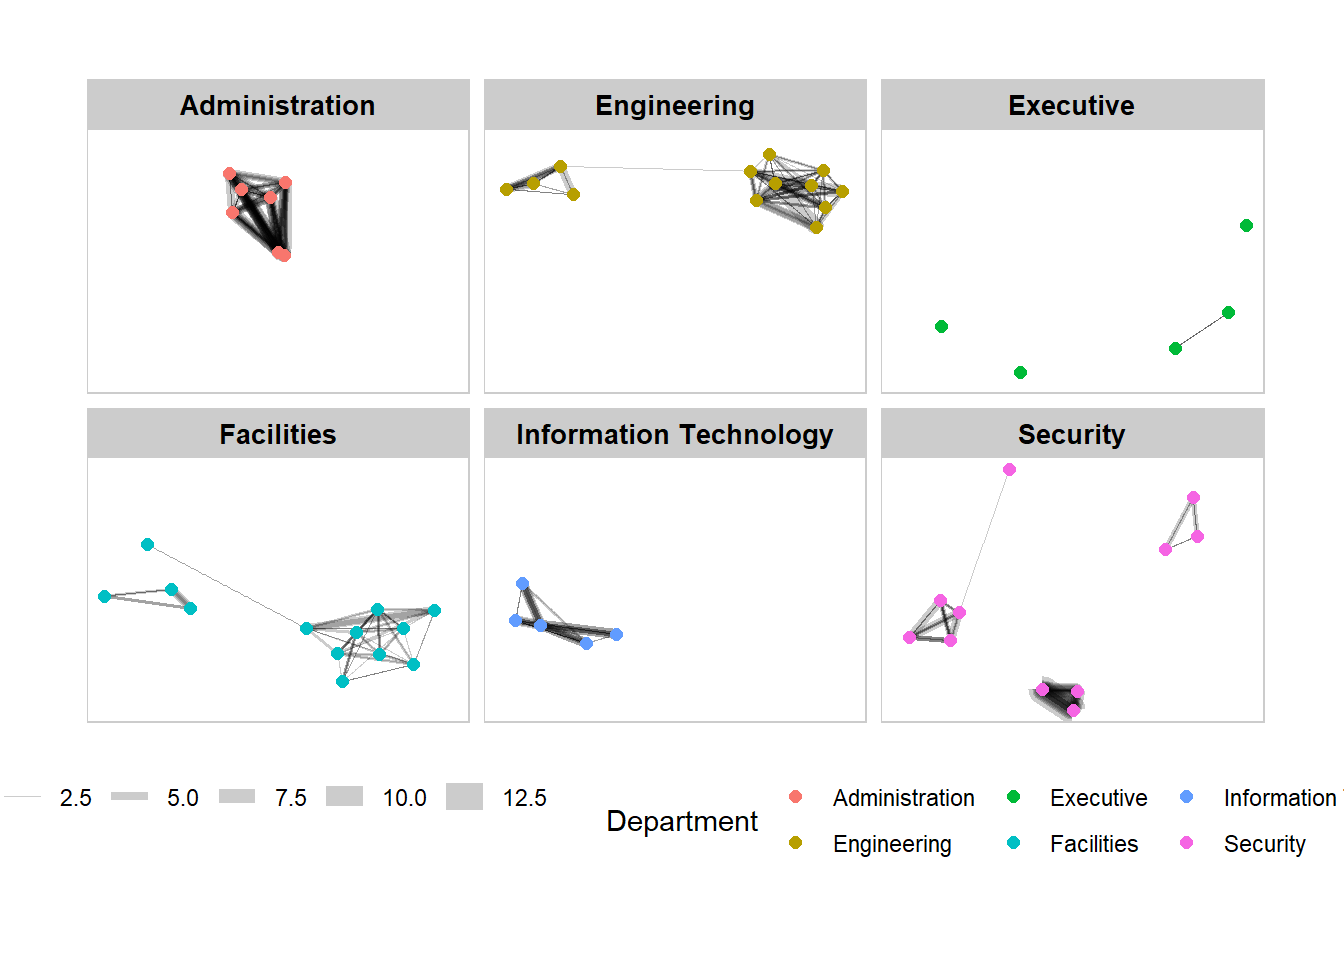 Administration
Engineering
Executive
Facilities
Information Technology
Security
2.5 5.0 7.5 10.0 12.5
Department
Administration Executive Information
Engineering Facilities Security